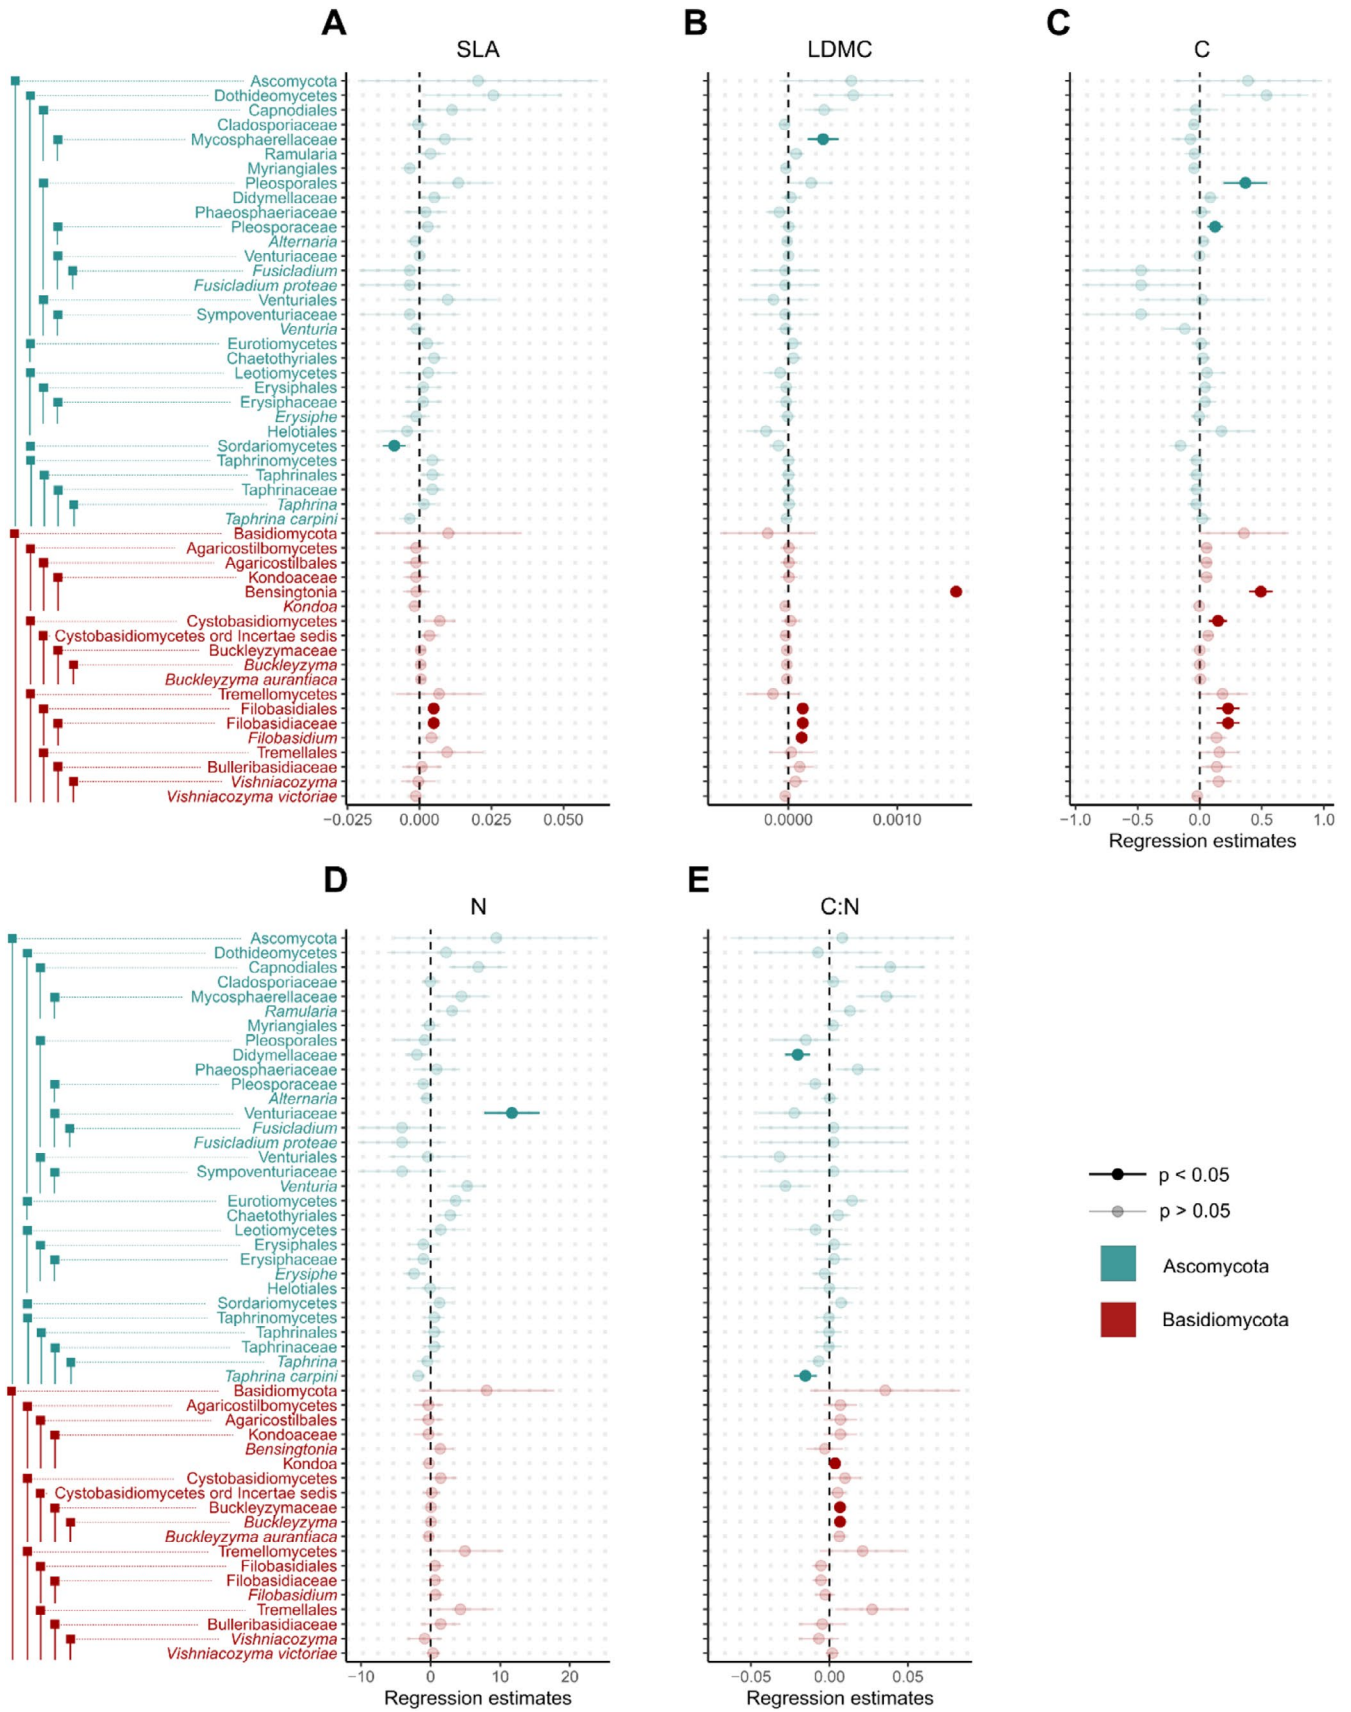 A
B
C
SLA
LDMC
C
Ascomycota
Dothideomycetes
Capnodiales
Cladosporiaceae
Mycosphaerellaceae
Ramularia
Myriangiales
Pleosporales
Didymellaceae
Phaeosphaeriaceae
Pleosporaceae
Alternaria
Venturiaceae
Fusicladium
Fusicladium proteae
Venturiales
Sympoventuriaceae
Venturia
Eurotiomycetes
Chaetothyriales
Leotiomycetes
Erysiphales
Erysiphaceae
Erysiphe
Helotiales
Sordariomycetes
Taphrinomycetes
Taphrinales
Taphrinaceae
Taphrina
Taphrina carpini
Basidiomycota
Agaricostilbomycetes
Agaricostilbales
Kondoaceae
Bensingtonia
Kondoa
Cystobasidiomycetes
Cystobasidiomycetes ord Incertae sedis
Buckleyzymaceae
Buckleyzyma
Buckleyzyma aurantiaca
Tremellomycetes
Filobasidiales
Filobasidiaceae
Filobasidium
Tremellales
Bulleribasidiaceae
Vishniacozyma
Vishniacozyma victoriae
−0.025 0.000 0.025 0.050
0.0000 0.0010
−1.0 −0.5 0.0 0.5 1.0
Regression estimates
D
E
N
C:N
Ascomycota
Dothideomycetes
Capnodiales
Cladosporiaceae
Mycosphaerellaceae
Ramularia
Myriangiales
Pleosporales
Didymellaceae
Phaeosphaeriaceae
Pleosporaceae
Alternaria
Venturiaceae
Fusicladium
Fusicladium proteae
Venturiales
Sympoventuriaceae
Venturia
Eurotiomycetes
Chaetothyriales
Leotiomycetes
Erysiphales
Erysiphaceae
Erysiphe
Helotiales
Sordariomycetes
Taphrinomycetes
Taphrinales
Taphrinaceae
Taphrina
Taphrina carpini
Basidiomycota
Agaricostilbomycetes
Agaricostilbales
Kondoaceae
Bensingtonia
Kondoa
Cystobasidiomycetes
Cystobasidiomycetes ord Incertae sedis
Buckleyzymaceae
Buckleyzyma
Buckleyzyma aurantiaca
Tremellomycetes
Filobasidiales
Filobasidiaceae
Filobasidium
Tremellales
Bulleribasidiaceae
Vishniacozyma
Vishniacozyma victoriae
−10 0 10 20
Regression estimates
−0.05 0.00 0.05
Regression estimates
p < 0.05
p > 0.05
Ascomycota
Basidiomycota